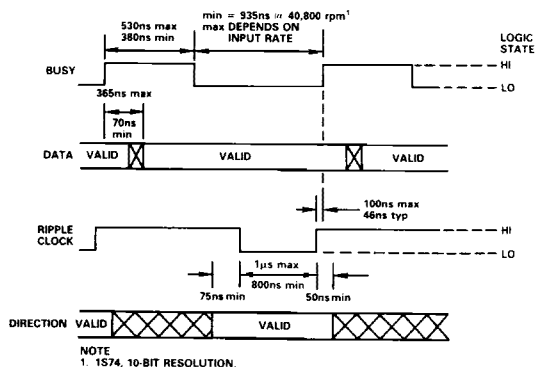 530ns max
380ns min
min = 935ns @ 40,800 rpm¹
max DEPENDS ON
INPUT RATE
LOGIC
STATE
BUSY
HI
LO
365ns max
70ns
min
DATA
VALID
VALID
VALID
100ns max
46ns typ
RIPPLE
CLOCK
HI
LO
1μs max
800ns min
75ns min
50ns min
DIRECTION
VALID
VALID
NOTE
1. 1S74, 10-BIT RESOLUTION.